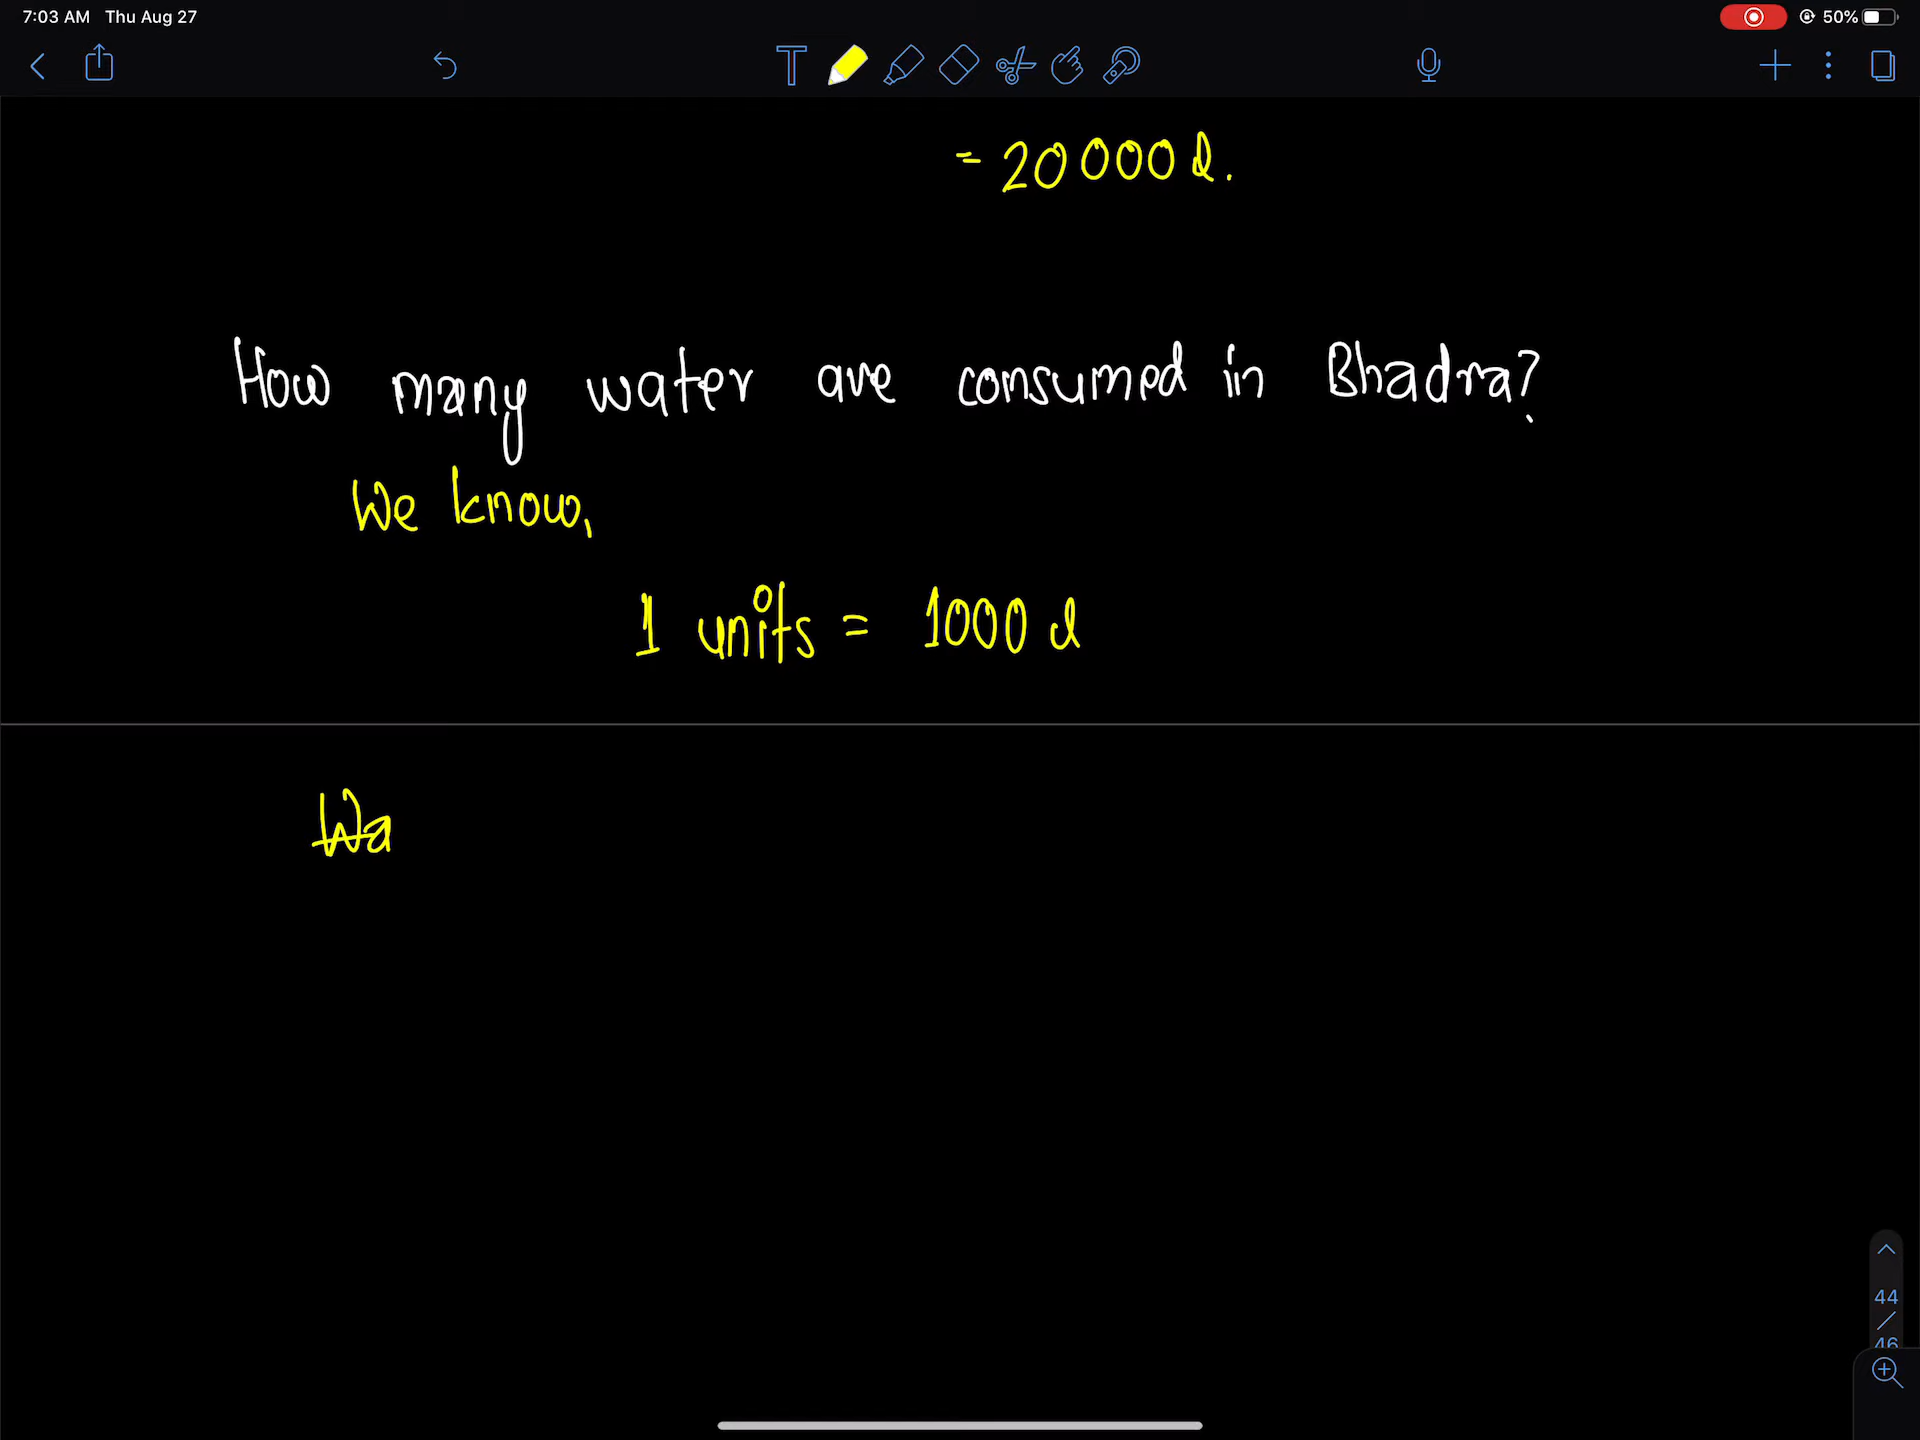 7:03 AM Thu Aug 27
50%
T
= 20000 l.
How many water are consumed in Bhadra?
We know,
1 units = 1000 l
Wa
44
/
46